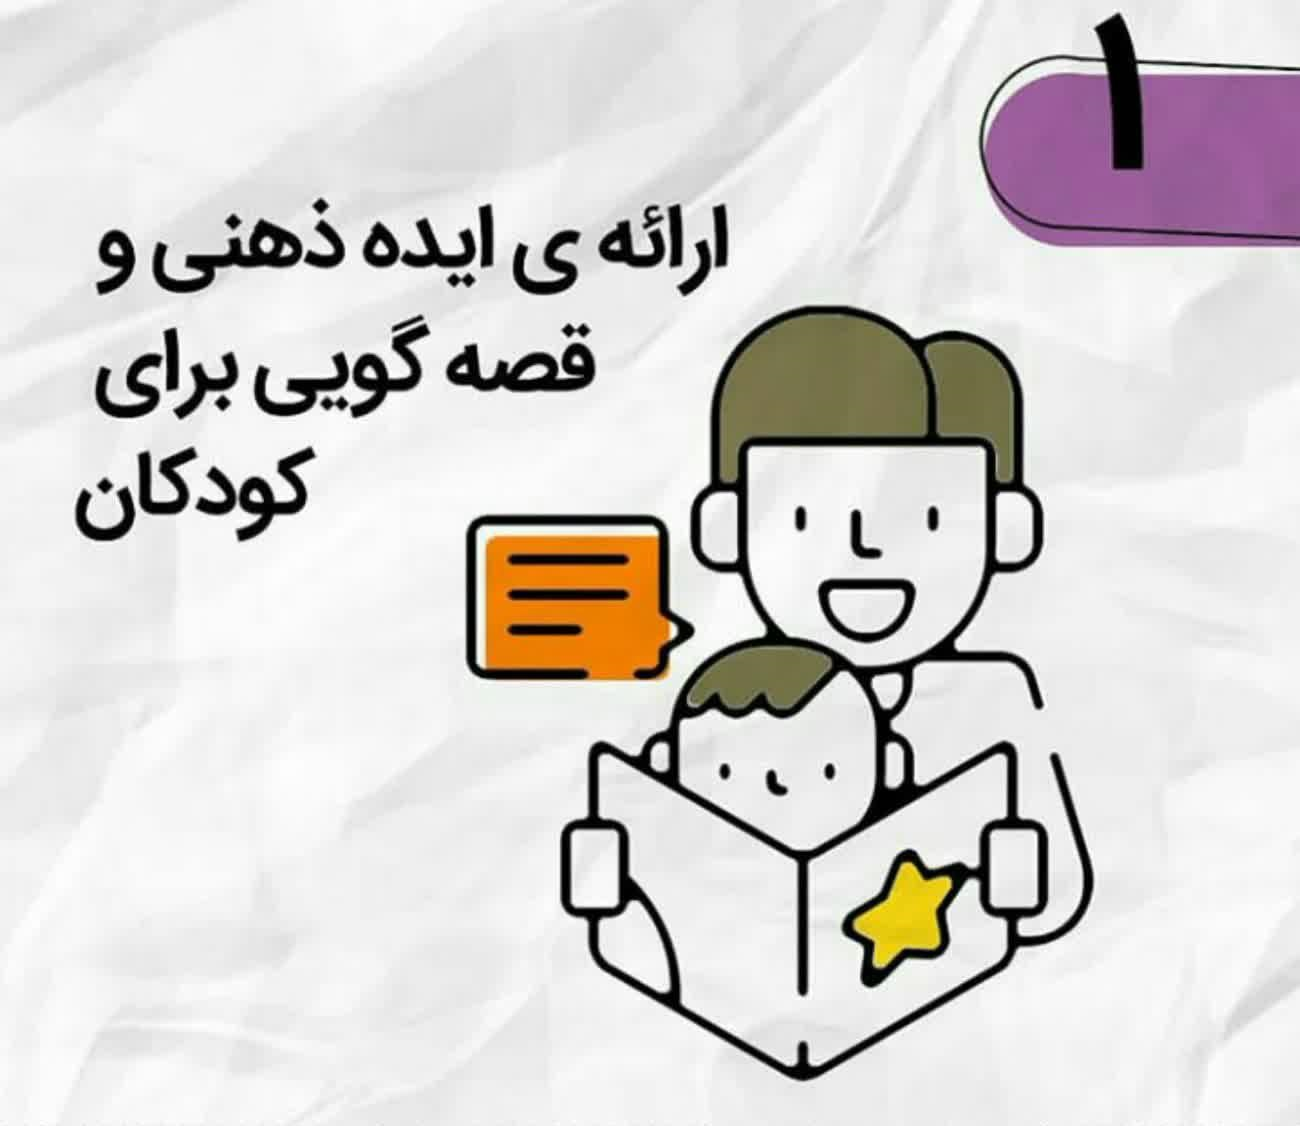 ۱
ارائه ی ایده ذهنی و
قصه گویی برای
کودکان